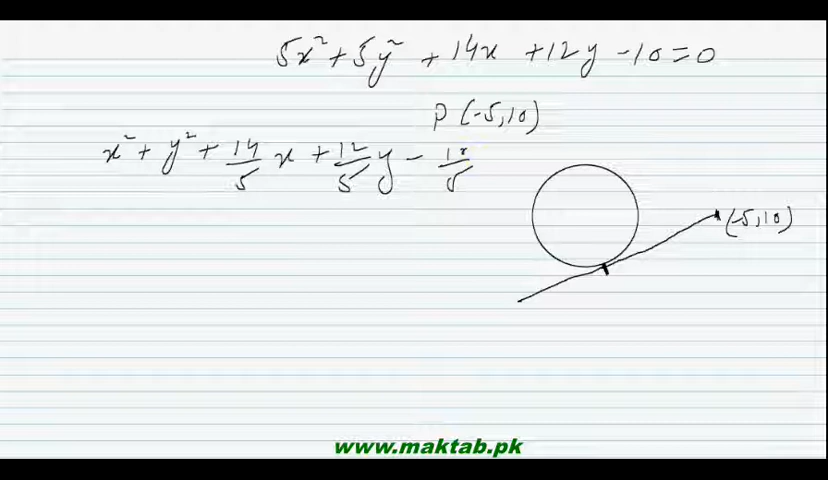 5x² + 5y² + 14x + 12y - 10 = 0
P (-5, 10)
x² + y² + 14/5 x + 12/5 y - 10/5
(-5, 10)
www.maktab.pk